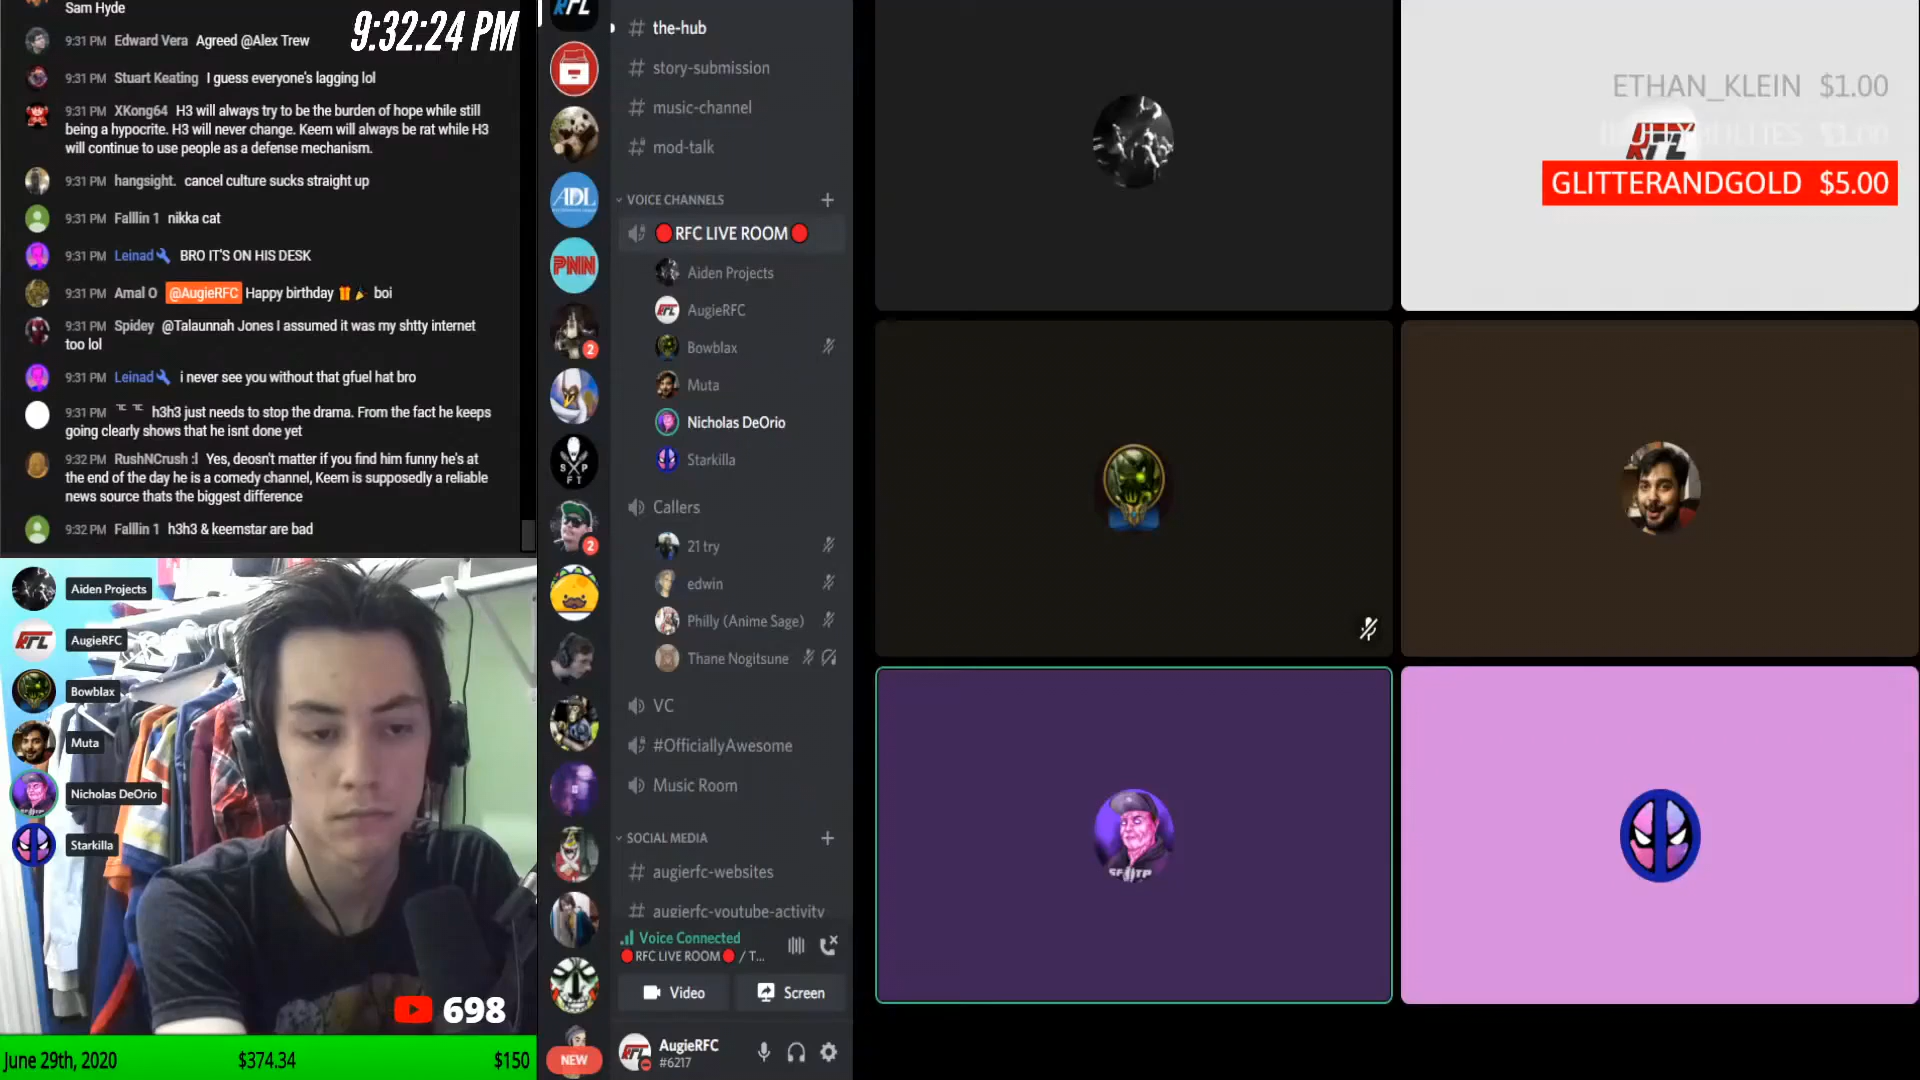 Sam Hyde
9:32:24 PM
9:31 PM Edward Vera Agreed @Alex Trew
9:31 PM Stuart Keating I guess everyone's lagging lol
9:31 PM XKong64 H3 will always try to be the burden of hope while still
being a hypocrite. H3 will never change. Keem will always be rat while H3
will continue to use people as a defense mechanism.
9:31 PM hangsight. cancel culture sucks straight up
9:31 PM Falllin 1 nikka cat
9:31 PM Leinad BRO IT'S ON HIS DESK
9:31 PM Amal O @AugieRFC Happy birthday 🎁 🎉 boi
9:31 PM Spidey @Talaunnah Jones I assumed it was my shtty internet
too lol
9:31 PM Leinad i never see you without that gfuel hat bro
9:31 PM h3h3 just needs to stop the drama. From the fact he keeps
going clearly shows that he isnt done yet
9:32 PM RushNCrush :l Yes, deosn't matter if you find him funny he's at
the end of the day he is a comedy channel, Keem is supposedly a reliable
news source thats the biggest difference
9:32 PM Falllin 1 h3h3 & keemstar are bad
Aiden Projects
AugieRFC
Bowblax
Muta
Nicholas DeOrio
Starkilla
698
June 29th, 2020 $374.34 $150
ADL
PNN
2
SPFT
2
NEW
# the-hub
# story-submission
# music-channel
# mod-talk
VOICE CHANNELS +
🔴 RFC LIVE ROOM 🔴
Aiden Projects
AugieRFC
Bowblax
Muta
Nicholas DeOrio
Starkilla
Callers
21 try
edwin
Philly (Anime Sage)
Thane Nogitsune
VC
#OfficiallyAwesome
Music Room
SOCIAL MEDIA +
# augierfc-websites
# augierfc-youtube-activity
Voice Connected
🔴 RFC LIVE ROOM 🔴 / T...
Video
Screen
AugieRFC
#6217
ETHAN_KLEIN $1.00
$1.00
GLITTERANDGOLD $5.00